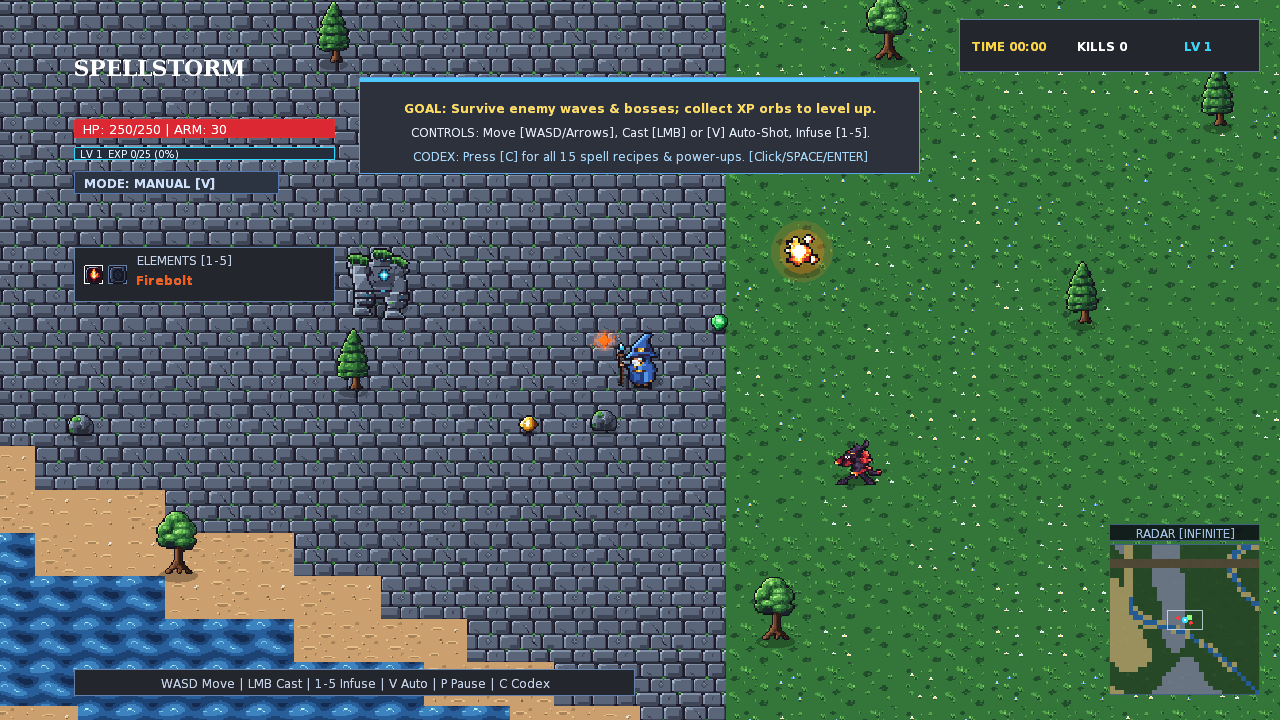 SPELLSTORM
TIME 00:00 KILLS 0 LV 1
GOAL: Survive enemy waves & bosses; collect XP orbs to level up.
CONTROLS: Move [WASD/Arrows], Cast [LMB] or [V] Auto-Shot, Infuse [1-5].
CODEX: Press [C] for all 15 spell recipes & power-ups. [Click/SPACE/ENTER]
HP: 250/250 | ARM: 30
LV 1 EXP 0/25 (0%)
MODE: MANUAL [V]
ELEMENTS [1-5]
Firebolt
RADAR [INFINITE]
WASD Move | LMB Cast | 1-5 Infuse | V Auto | P Pause | C Codex